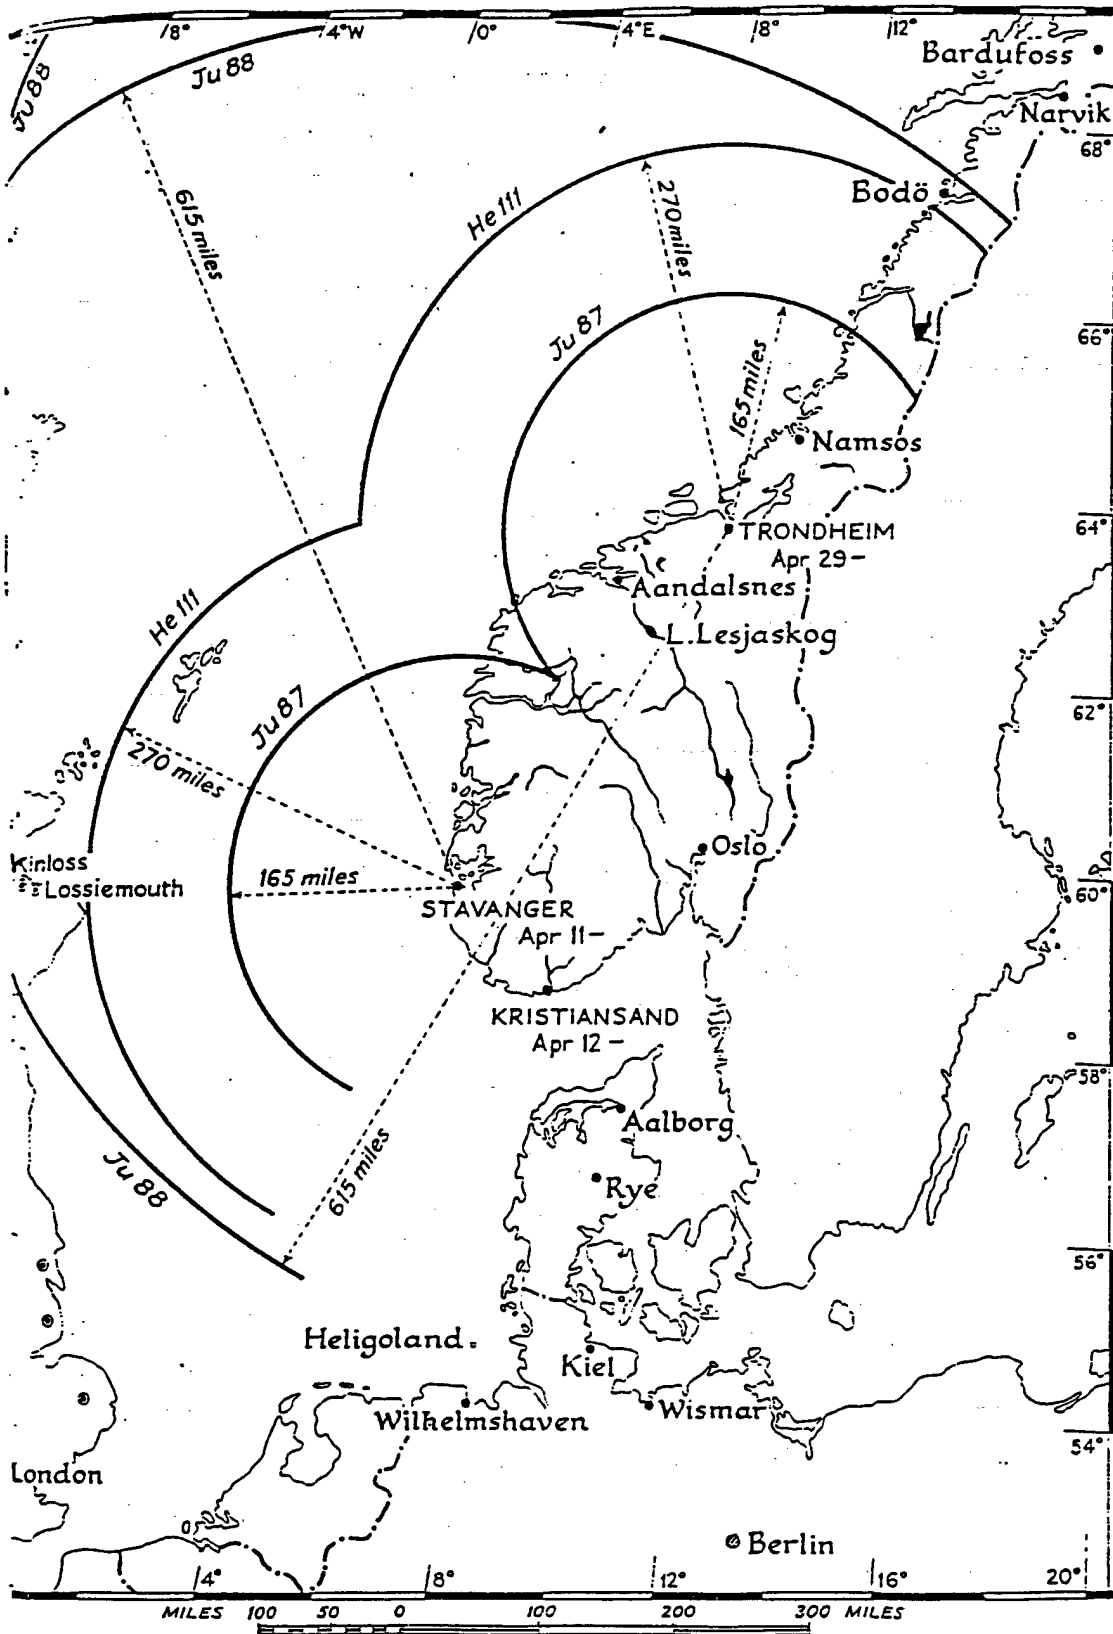 8°
4°W
0°
4°E
8°
12°
Bardufoss
Ju 88
Ju 88
Narvik
68°
615 miles
He 111
270 miles
Bodö
Ju 87
66°
165 miles
Namsos
64°
TRONDHEIM
Apr 29-
Aandalsnes
He 111
L.Lesjaskog
62°
Ju 87
270 miles
Oslo
Kinloss
Lossiemouth
165 miles
60°
STAVANGER
Apr 11-
KRISTIANSAND
Apr 12-
58°
Aalborg
Ju 88
615 miles
Rye
56°
Heligoland
Kiel
Wilhelmshaven
Wismar
54°
London
Berlin
4°
8°
12°
16°
20°
MILES 100 50 0 100 200 300 MILES